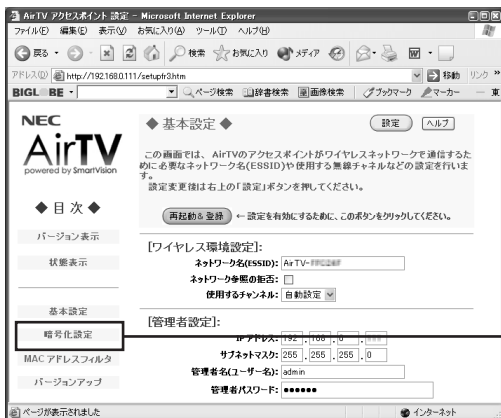 AirTV アクセスポイント 設定 - Microsoft Internet Explorer
ファイル(F) 編集(E) 表示(V) お気に入り(A) ツール(T) ヘルプ(H)
戻る 検索 お気に入り メディア
アドレス(D) http://192.168.0.111/setupfr3.htm 移動 リンク »
BIGLOBE ページ検索 辞書検索 画像検索 ブックマーク マーカー 東
NEC
AirTV
powered by SmartVision
◆ 目 次 ◆
バージョン表示
状態表示
基本設定
暗号化設定
MAC アドレスフィルタ
バージョンアップ
◆ 基本設定 ◆
設定 ヘルプ
この画面では、AirTVのアクセスポイントがワイヤレスネットワークで通信するた
めに必要なネットワーク名(ESSID)や使用する無線チャネルなどの設定を行いま
す。
設定変更後は右上の「設定」ボタンを押してください。
再起動 & 登録 ← 設定を有効にするために、このボタンをクリックしてください。
[ワイヤレス環境設定]:
ネットワーク名(ESSID): AirTV-
ネットワーク参照の拒否:
使用するチャンネル: 自動設定
[管理者設定]:
IP アドレス: 192 . 168 . 0 .
サブネットマスク: 255 . 255 . 255 . 0
管理者名(ユーザー名): admin
管理者パスワード: ●●●●●●
ページが表示されました インターネット